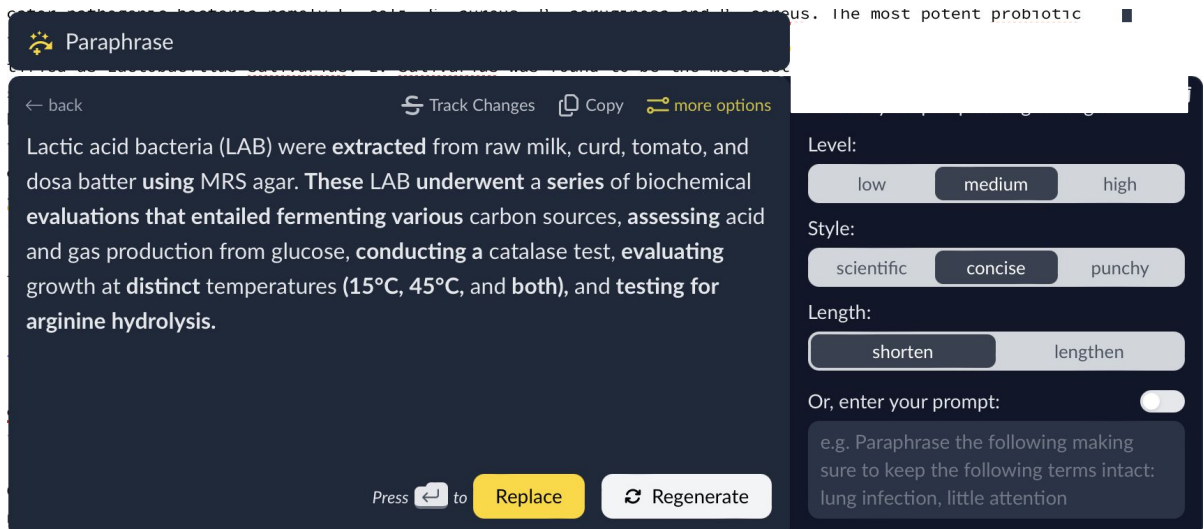 us. The most potent probiotic
Paraphrase
← back
Track Changes
Copy
more options
Lactic acid bacteria (LAB) were extracted from raw milk, curd, tomato, and
dosa batter using MRS agar. These LAB underwent a series of biochemical
evaluations that entailed fermenting various carbon sources, assessing acid
and gas production from glucose, conducting a catalase test, evaluating
growth at distinct temperatures (15°C, 45°C, and both), and testing for
arginine hydrolysis.
Press ↵ to
Replace
Regenerate
Level:
low medium high
Style:
scientific concise punchy
Length:
shorten lengthen
Or, enter your prompt:
e.g. Paraphrase the following making
sure to keep the following terms intact:
lung infection, little attention